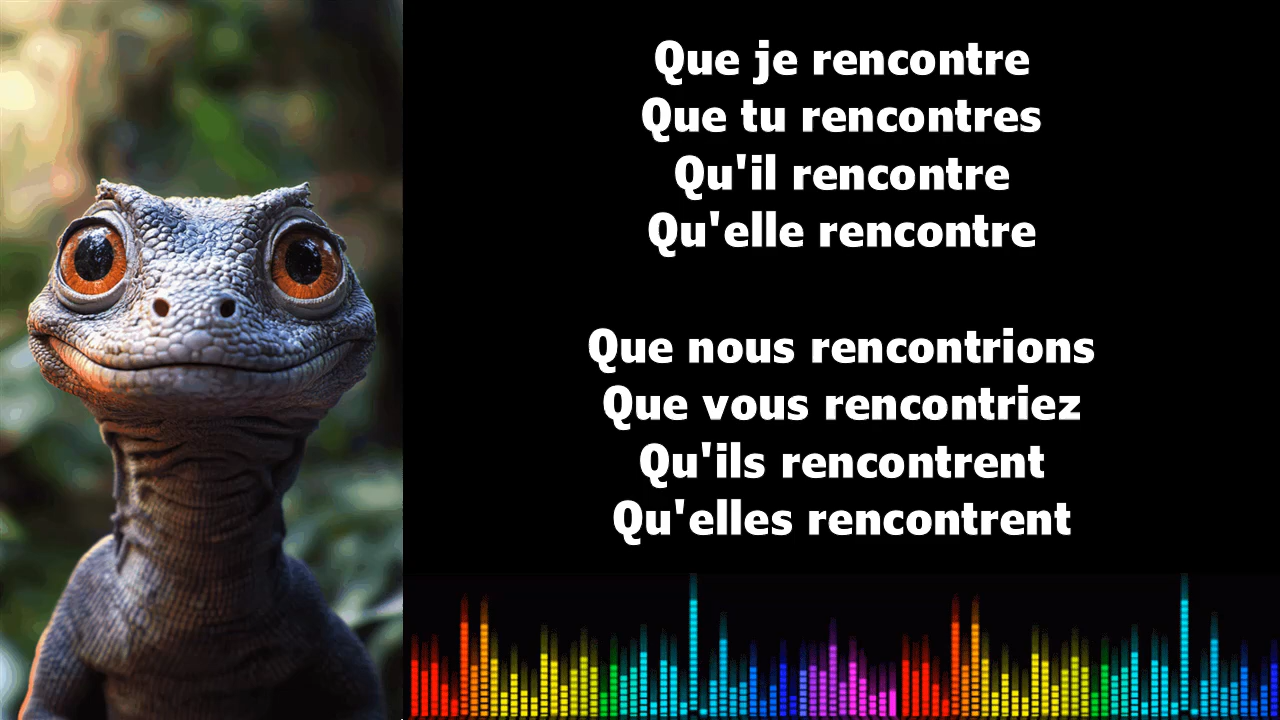 Que je rencontre
Que tu rencontres
Qu'il rencontre
Qu'elle rencontre
Que nous rencontrions
Que vous rencontriez
Qu'ils rencontrent
Qu'elles rencontrent